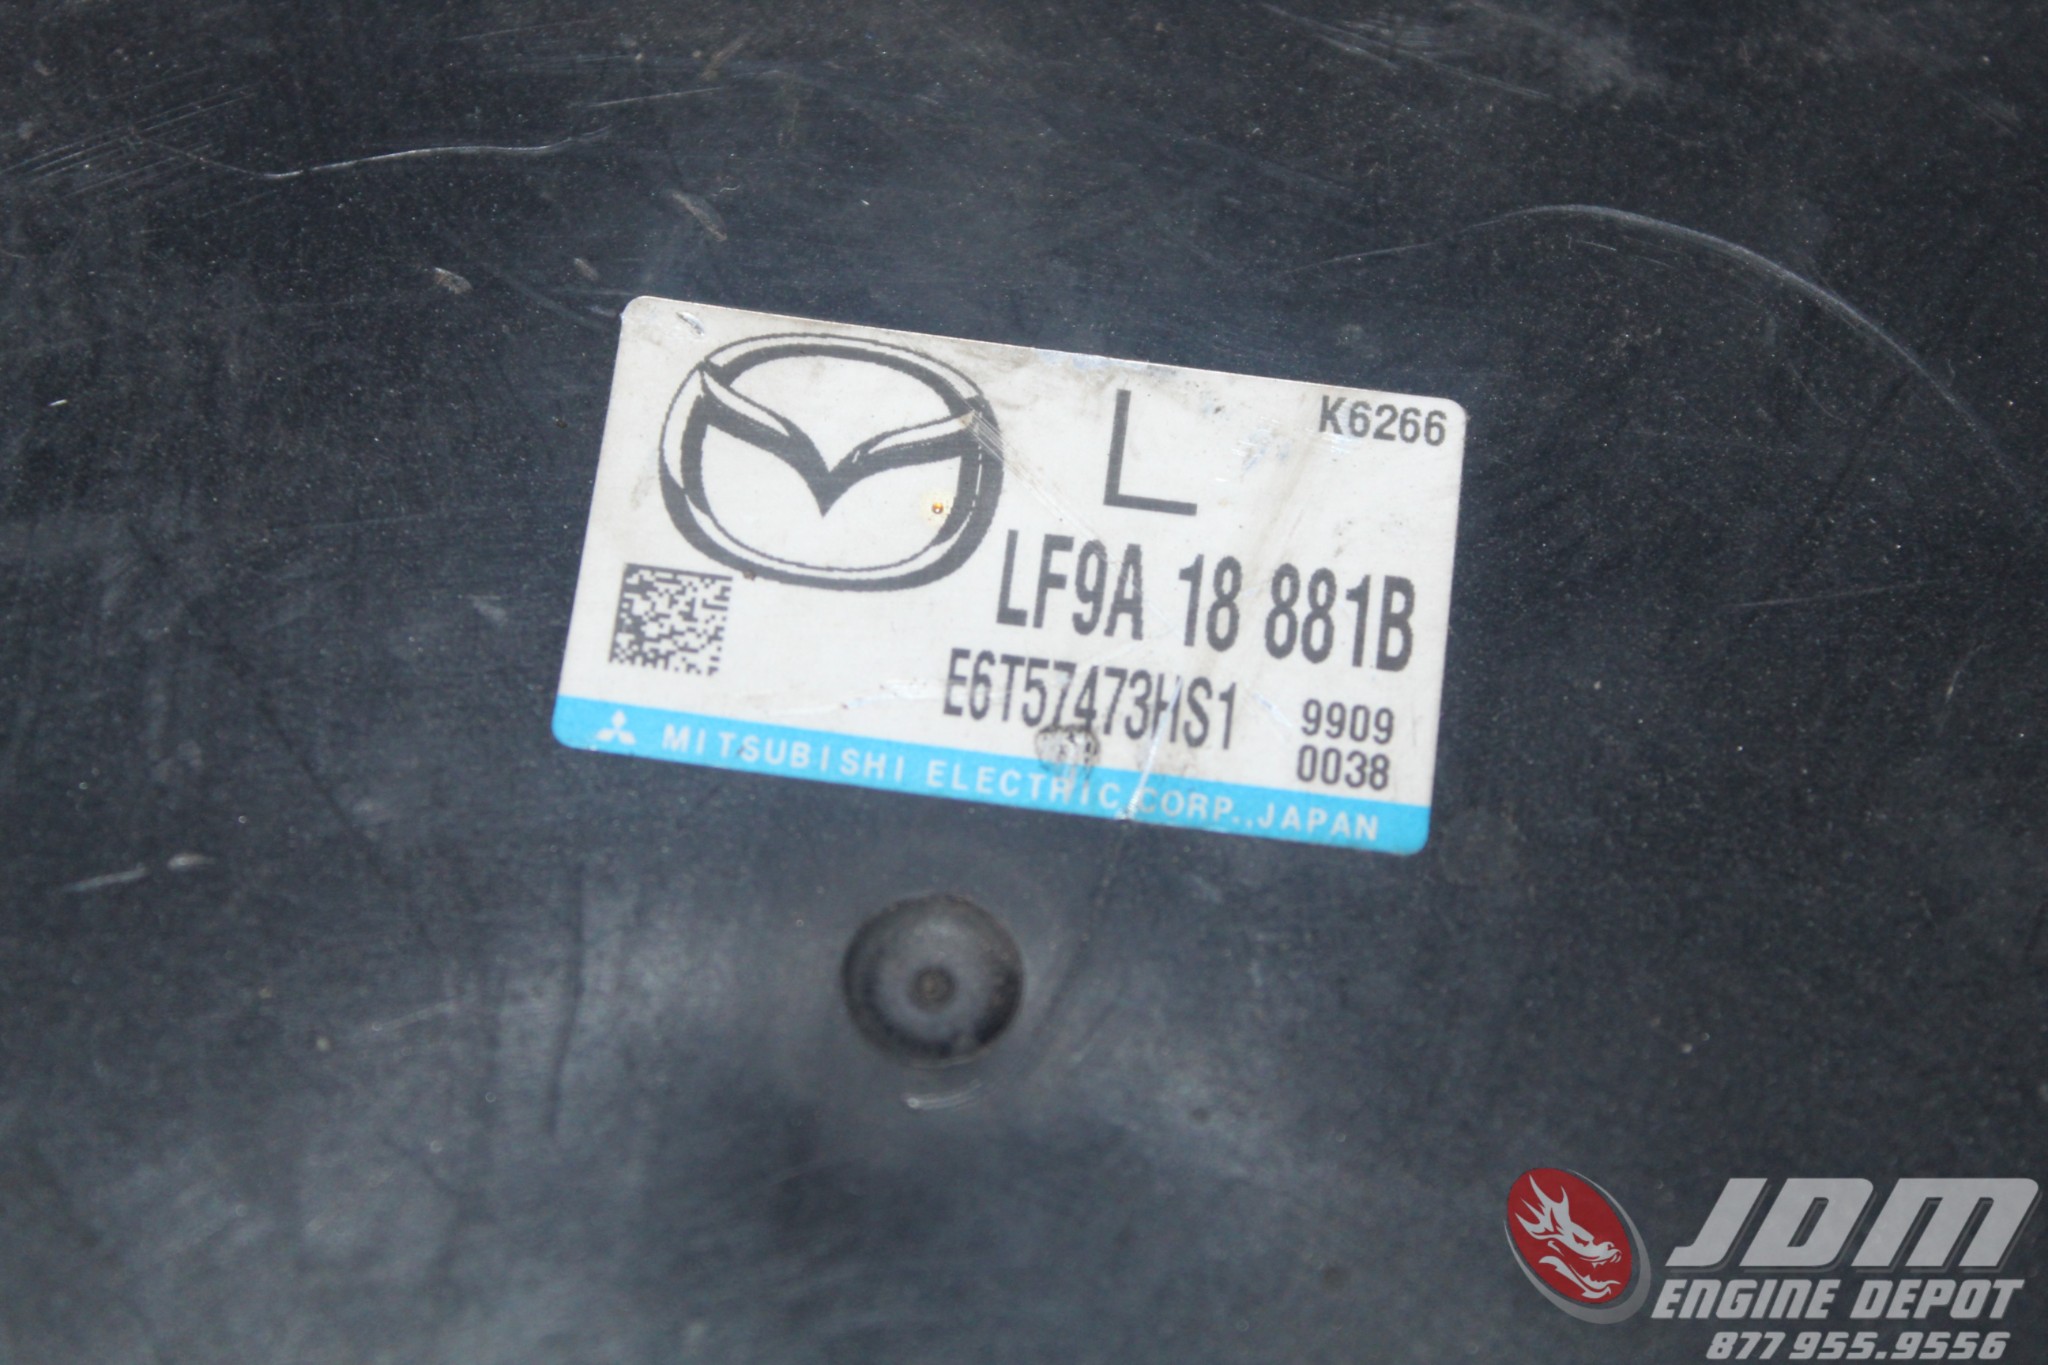 L
K6266
LF9A 18 881B
E6T57473HS1
9909
0038
MITSUBISHI ELECTRIC CORP., JAPAN
JDM
ENGINE DEPOT
877.955.9556